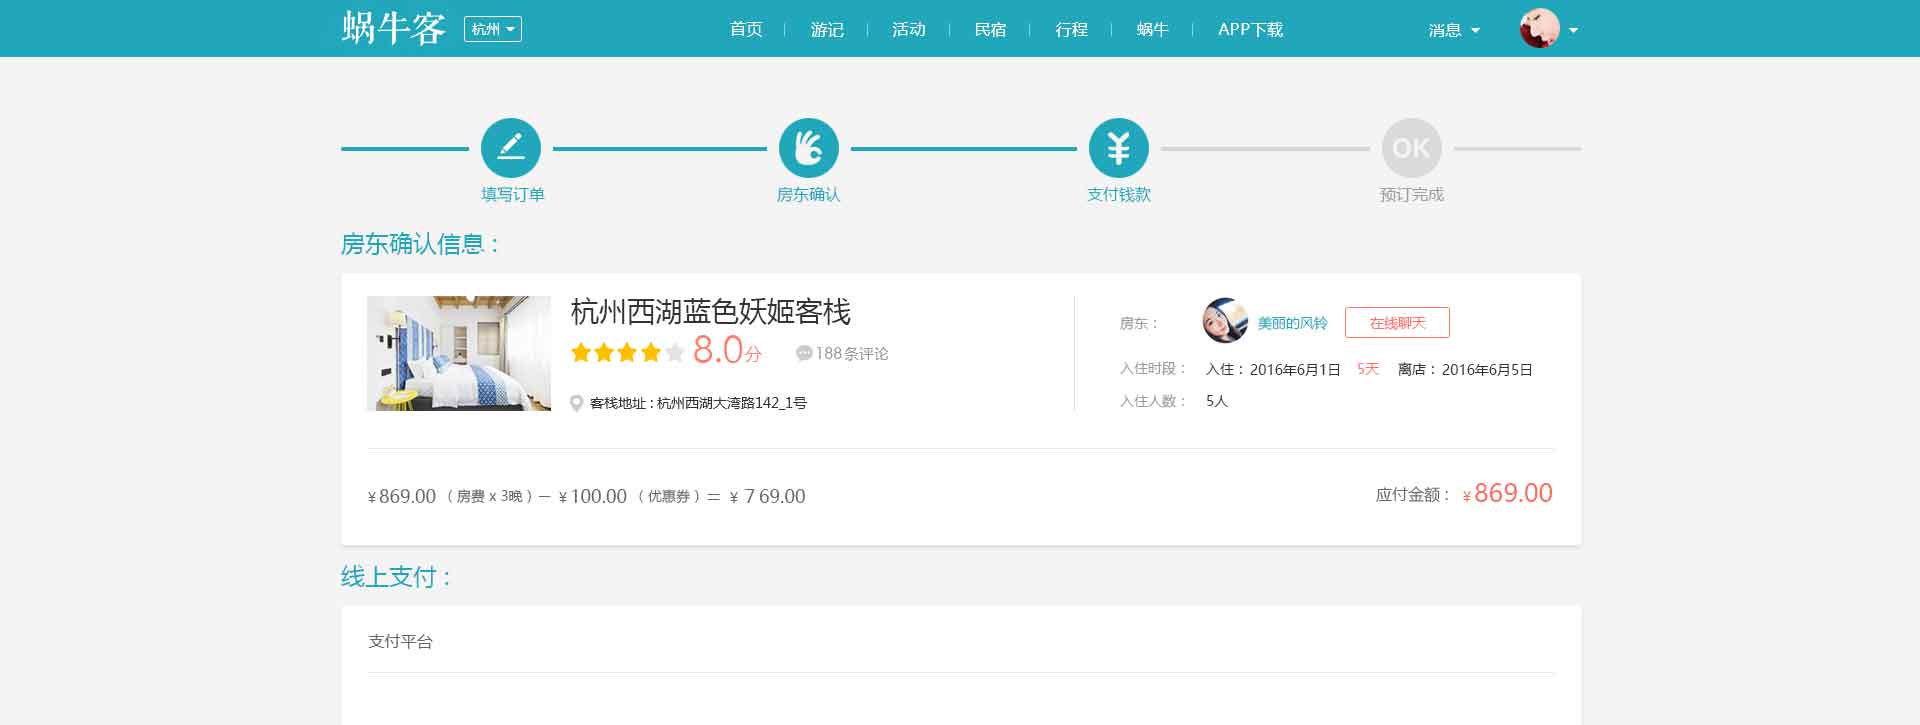 蜗牛客 杭州 首页 游记 活动 民宿 行程 蜗牛 APP下载 消息
¥ OK
填写订单 房东确认 支付钱款 预订完成
房东确认信息：
杭州西湖蓝色妖姬客栈
8.0分 188条评论
客栈地址：杭州西湖大湾路142_1号
房东： 美丽的风铃 在线聊天
入住时段： 入住：2016年6月1日 5天 离店：2016年6月5日
入住人数： 5人
¥869.00 （房费 x 3晚）— ¥100.00 （优惠券）＝ ¥ 769.00
应付金额： ¥869.00
线上支付：
支付平台